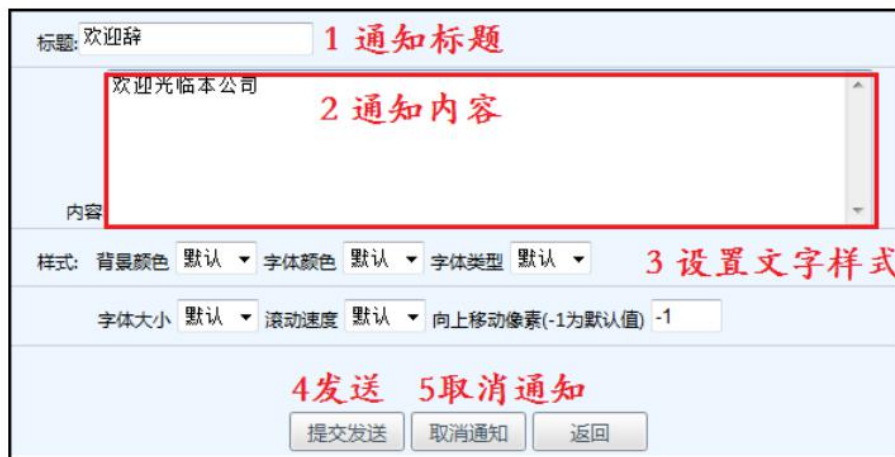 标题: 欢迎辞 1 通知标题
欢迎光临本公司
2 通知内容
内容
样式: 背景颜色 默认 字体颜色 默认 字体类型 默认 3 设置文字样式
字体大小 默认 滚动速度 默认 向上移动像素(-1为默认值) -1
4发送 5取消通知
提交发送 取消通知 返回